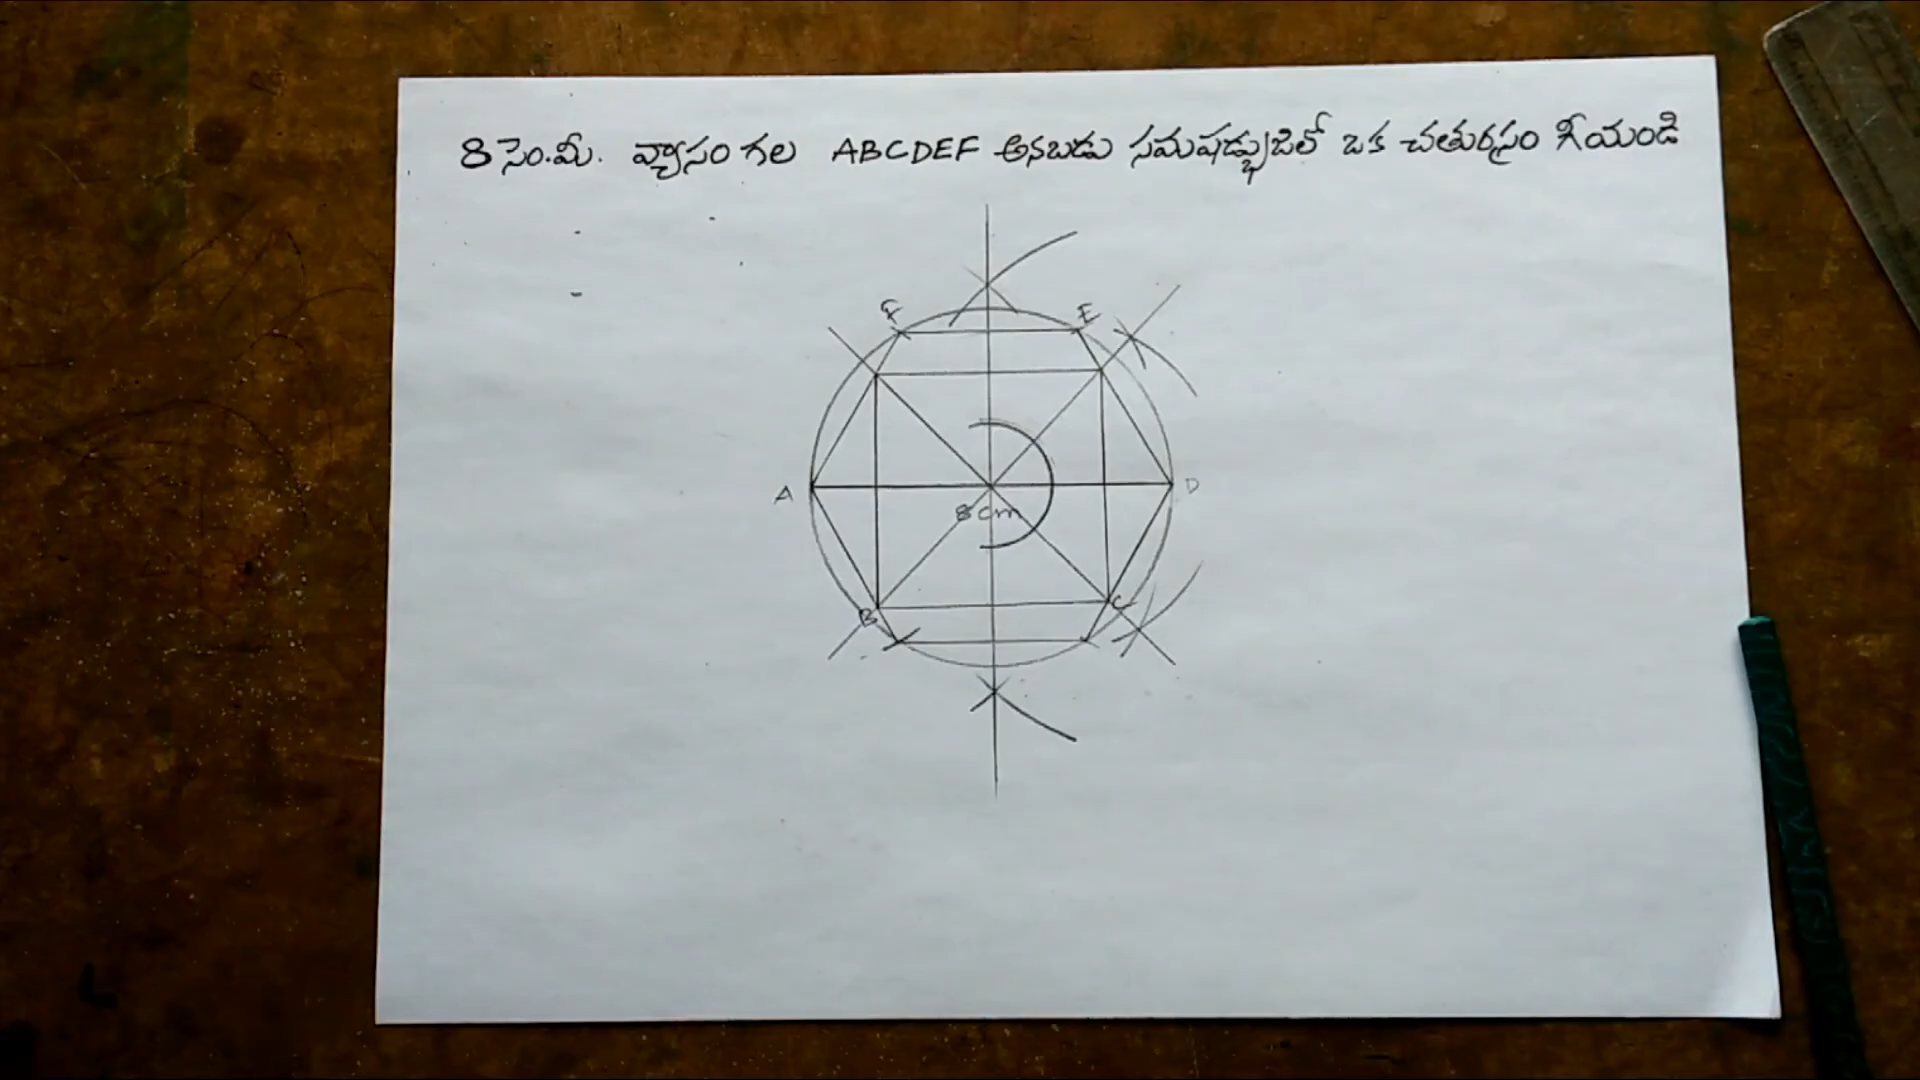 8 సెం.మీ. వ్యాసం గల ABCDEF అనబడు సమషడ్భుజిలో ఒక చతురస్రం గీయండి
F
E
A
D
8cm
B
C